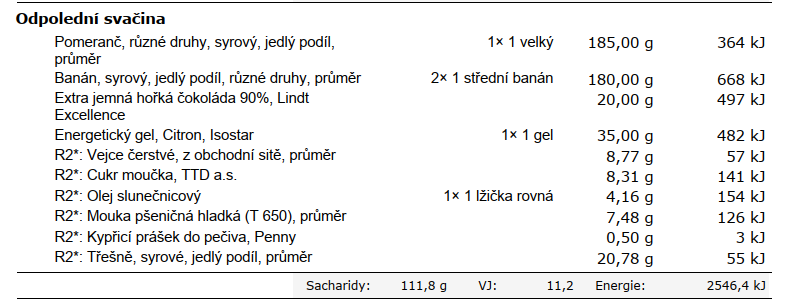 Odpolední svačina
Pomeranč, různé druhy, syrový, jedlý podíl, průměr 1× 1 velký 185,00 g 364 kJ
Banán, syrový, jedlý podíl, různé druhy, průměr 2× 1 střední banán 180,00 g 668 kJ
Extra jemná hořká čokoláda 90%, Lindt Excellence 20,00 g 497 kJ
Energetický gel, Citron, Isostar 1× 1 gel 35,00 g 482 kJ
R2*: Vejce čerstvé, z obchodní sitě, průměr 8,77 g 57 kJ
R2*: Cukr moučka, TTD a.s. 8,31 g 141 kJ
R2*: Olej slunečnicový 1× 1 lžička rovná 4,16 g 154 kJ
R2*: Mouka pšeničná hladká (T 650), průměr 7,48 g 126 kJ
R2*: Kypřicí prášek do pečiva, Penny 0,50 g 3 kJ
R2*: Třešně, syrové, jedlý podíl, průměr 20,78 g 55 kJ
Sacharidy: 111,8 g VJ: 11,2 Energie: 2546,4 kJ